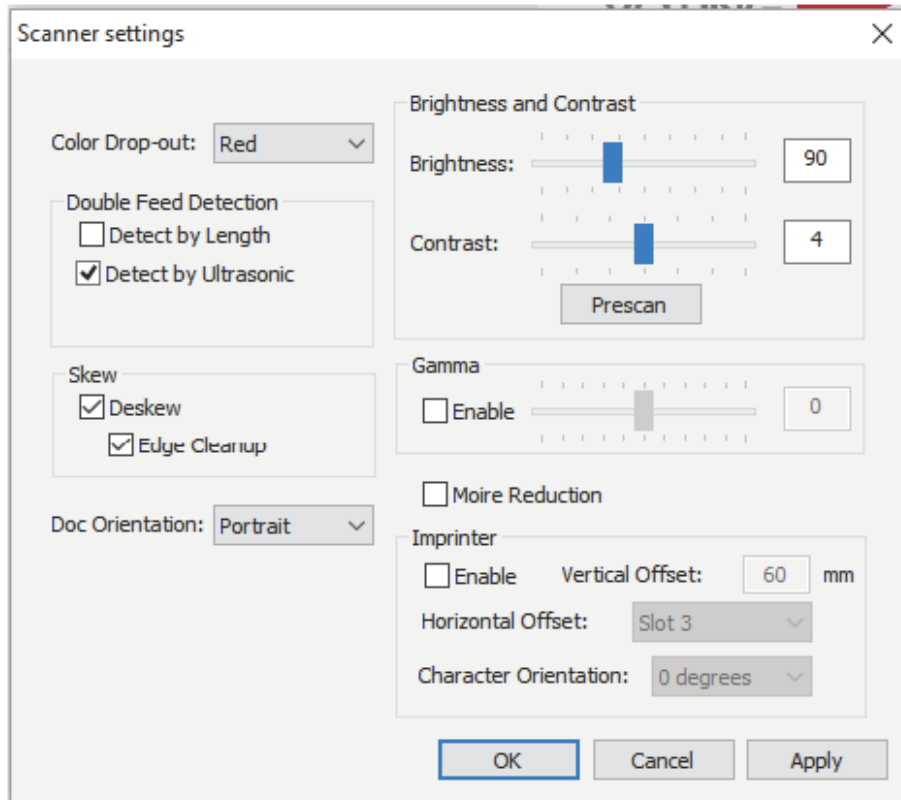 Scanner settings
Color Drop-out: Red
Double Feed Detection
Detect by Length
Detect by Ultrasonic
Skew
Deskew
Edge Cleanup
Doc Orientation: Portrait
Brightness and Contrast
Brightness: 90
Contrast: 4
Prescan
Gamma
Enable 0
Moire Reduction
Imprinter
Enable Vertical Offset: 60 mm
Horizontal Offset: Slot 3
Character Orientation: 0 degrees
OK Cancel Apply